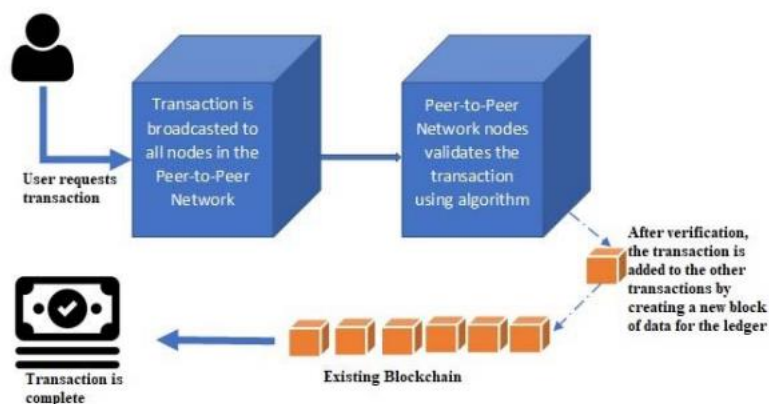 User requests
transaction
Transaction is
broadcasted to
all nodes in the
Peer-to-Peer
Network
Peer-to-Peer
Network nodes
validates the
transaction
using algorithm
After verification,
the transaction is
added to the other
transactions by
creating a new block
of data for the ledger
Existing Blockchain
Transaction is
complete